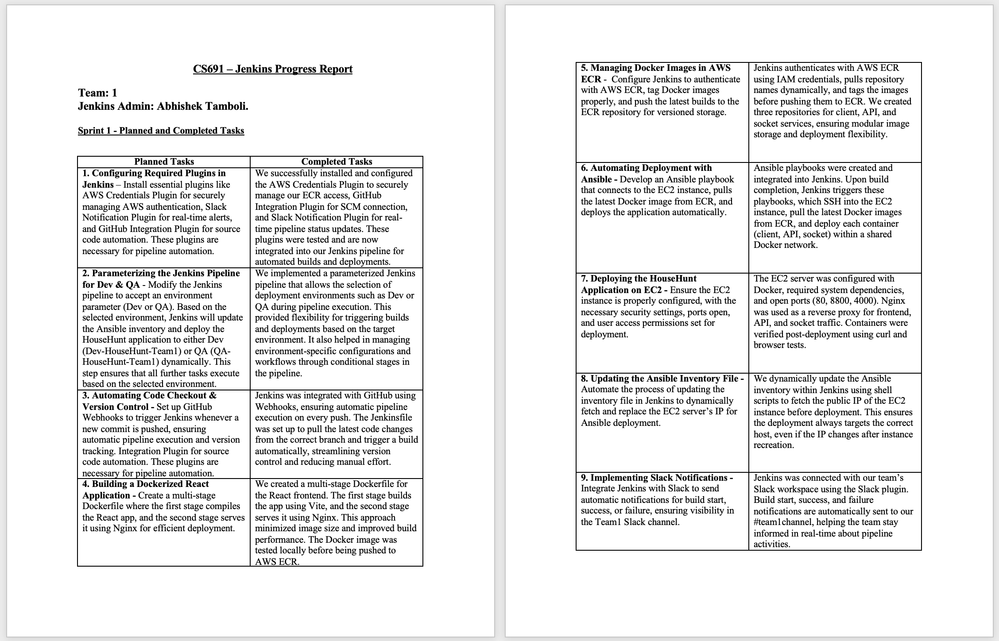 CS691 – Jenkins Progress Report
Team: 1
Jenkins Admin: Abhishek Tamboli.
Sprint 1 - Planned and Completed Tasks
Planned Tasks
Completed Tasks
1. Configuring Required Plugins in
Jenkins – Install essential plugins like
AWS Credentials Plugin for securely
managing AWS authentication, Slack
Notification Plugin for real-time alerts,
and GitHub Integration Plugin for source
code automation. These plugins are
necessary for pipeline automation.
We successfully installed and configured
the AWS Credentials Plugin to securely
manage our ECR access, GitHub
Integration Plugin for SCM connection,
and Slack Notification Plugin for real-
time pipeline status updates. These
plugins were tested and are now
integrated into our Jenkins pipeline for
automated builds and deployments.
2. Parameterizing the Jenkins Pipeline
for Dev & QA - Modify the Jenkins
pipeline to accept an environment
parameter (Dev or QA). Based on the
selected environment, Jenkins will update
the Ansible inventory and deploy the
HouseHunt application to either Dev
(Dev-HouseHunt-Team1) or QA (QA-
HouseHunt-Team1) dynamically. This
step ensures that all further tasks execute
based on the selected environment.
We implemented a parameterized Jenkins
pipeline that allows the selection of
deployment environments such as Dev or
QA during pipeline execution. This
provided flexibility for triggering builds
and deployments based on the target
environment. It also helped in managing
environment-specific configurations and
workflows through conditional stages in
the pipeline.
3. Automating Code Checkout &
Version Control - Set up GitHub
Webhooks to trigger Jenkins whenever a
new commit is pushed, ensuring
automatic pipeline execution and version
tracking. Integration Plugin for source
code automation. These plugins are
necessary for pipeline automation.
Jenkins was integrated with GitHub using
Webhooks, ensuring automatic pipeline
execution on every push. The Jenkinsfile
was set up to pull the latest code changes
from the correct branch and trigger a build
automatically, streamlining version
control and reducing manual effort.
4. Building a Dockerized React
Application - Create a multi-stage
Dockerfile where the first stage compiles
the React app, and the second stage serves
it using Nginx for efficient deployment.
We created a multi-stage Dockerfile for
the React frontend. The first stage builds
the app using Vite, and the second stage
serves it using Nginx. This approach
minimized image size and improved build
performance. The Docker image was
tested locally before being pushed to
AWS ECR.
5. Managing Docker Images in AWS
ECR -  Configure Jenkins to authenticate
with AWS ECR, tag Docker images
properly, and push the latest builds to the
ECR repository for versioned storage.
Jenkins authenticates with AWS ECR
using IAM credentials, pulls repository
names dynamically, and tags the images
before pushing them to ECR. We created
three repositories for client, API, and
socket services, ensuring modular image
storage and deployment flexibility.
6. Automating Deployment with
Ansible - Develop an Ansible playbook
that connects to the EC2 instance, pulls
the latest Docker image from ECR, and
deploys the application automatically.
Ansible playbooks were created and
integrated into Jenkins. Upon build
completion, Jenkins triggers these
playbooks, which SSH into the EC2
instance, pull the latest Docker images
from ECR, and deploy each container
(client, API, socket) within a shared
Docker network.
7. Deploying the HouseHunt
Application on EC2 - Ensure the EC2
instance is properly configured, with the
necessary security settings, ports open,
and user access permissions set for
deployment.
The EC2 server was configured with
Docker, required system dependencies,
and open ports (80, 8800, 4000). Nginx
was used as a reverse proxy for frontend,
API, and socket traffic. Containers were
verified post-deployment using curl and
browser tests.
8. Updating the Ansible Inventory File -
Automate the process of updating the
inventory file in Jenkins to dynamically
fetch and replace the EC2 server’s IP for
Ansible deployment.
We dynamically update the Ansible
inventory within Jenkins using shell
scripts to fetch the public IP of the EC2
instance before deployment. This ensures
the deployment always targets the correct
host, even if the IP changes after instance
recreation.
9. Implementing Slack Notifications -
Integrate Jenkins with Slack to send
automatic notifications for build start,
success, or failure, ensuring visibility in
the Team1 Slack channel.
Jenkins was connected with our team’s
Slack workspace using the Slack plugin.
Build start, success, and failure
notifications are automatically sent to our
#team1channel, helping the team stay
informed in real-time about pipeline
activities.